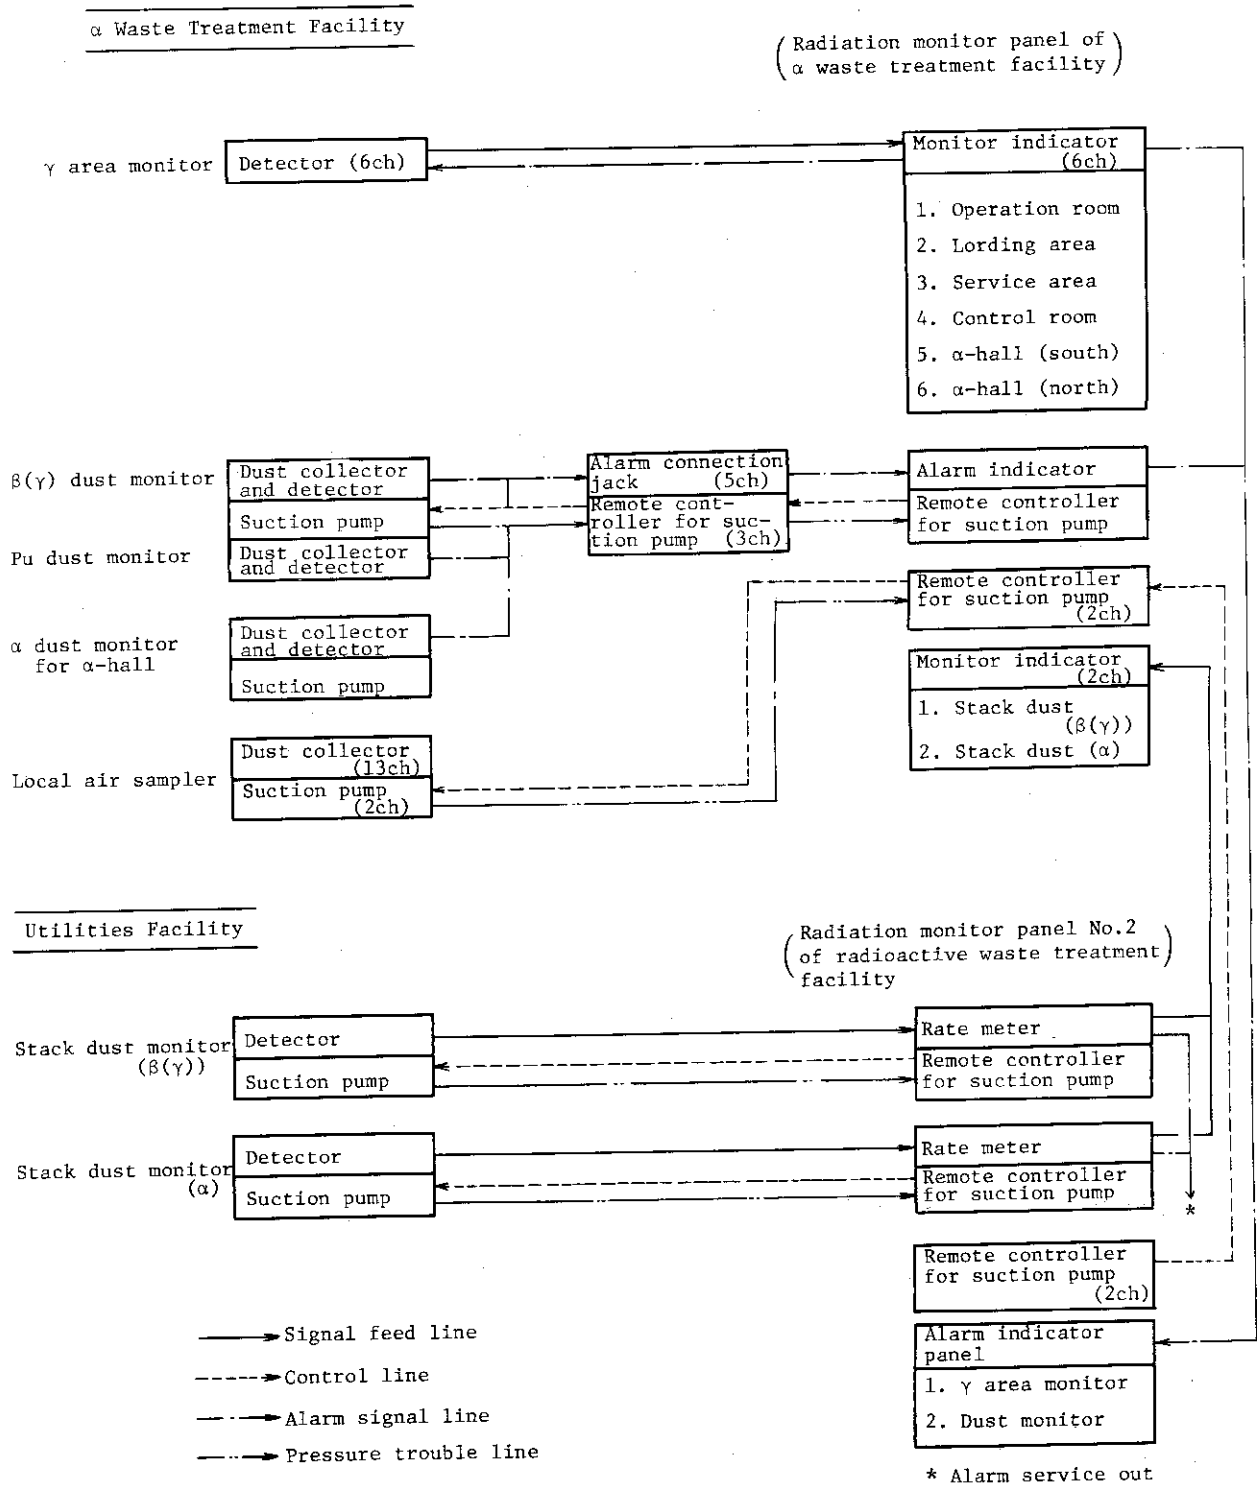 α Waste Treatment Facility
(Radiation monitor panel of
α waste treatment facility)
γ area monitor
Detector (6ch)
Monitor indicator
(6ch)
1. Operation room
2. Lording area
3. Service area
4. Control room
5. α-hall (south)
6. α-hall (north)
β(γ) dust monitor
Dust collector
and detector
Suction pump
Alarm connection
jack (5ch)
Remote cont-
roller for suc-
tion pump (3ch)
Alarm indicator
Remote controller
for suction pump
Pu dust monitor
Dust collector
and detector
Remote controller
for suction pump
(2ch)
α dust monitor
for α-hall
Dust collector
and detector
Suction pump
Monitor indicator
(2ch)
1. Stack dust
(β(γ))
2. Stack dust (α)
Local air sampler
Dust collector
(13ch)
Suction pump
(2ch)
Utilities Facility
(Radiation monitor panel No.2
of radioactive waste treatment
facility)
Stack dust monitor
(β(γ))
Detector
Suction pump
Rate meter
Remote controller
for suction pump
Stack dust monitor
(α)
Detector
Suction pump
Rate meter
Remote controller
for suction pump
*
Remote controller
for suction pump
(2ch)
Signal feed line
Control line
Alarm signal line
Pressure trouble line
Alarm indicator
panel
1. γ area monitor
2. Dust monitor
* Alarm service out